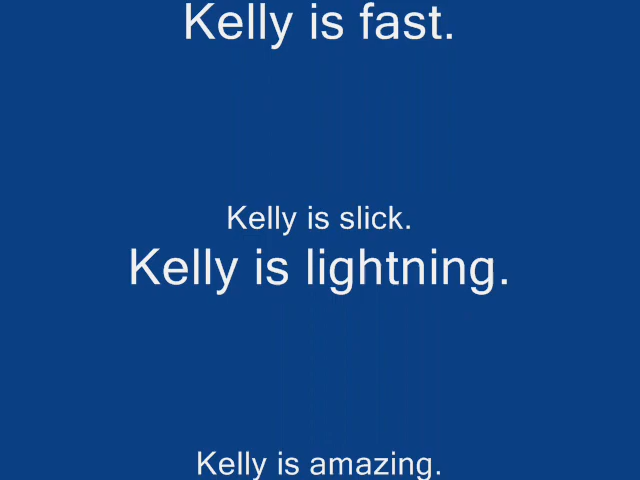 Kelly is fast.
Kelly is slick.
Kelly is lightning.
Kelly is amazing.